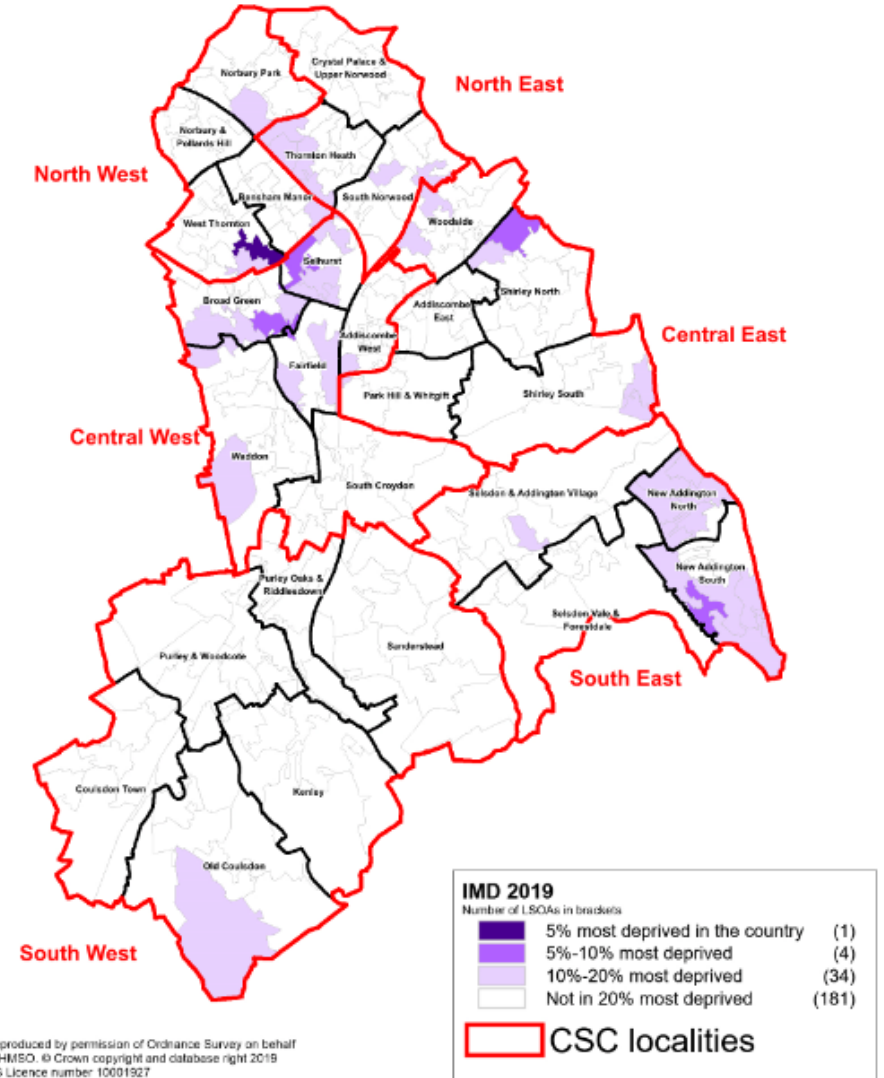 Norbury Park
Crystal Palace &
Upper Norwood
North East
Norbury &
Pollards Hill
Thornton Heath
North West
Bensham Manor
South Norwood
West Thornton
Woodside
Selhurst
Broad Green
Shirley North
Addiscombe
East
Addiscombe
West
Central East
Fairfield
Park Hill & Whitgift
Shirley South
Central West
Waddon
South Croydon
Selsdon & Addington Village
New Addington
North
New Addington
South
Purley Oaks &
Riddlesdown
Selsdon Vale &
Forestdale
Sanderstead
Purley & Woodcote
South East
Coulsdon Town
Kenley
Old Coulsdon
South West
IMD 2019
Number of LSOAs in brackets
5% most deprived in the country (1)
5%-10% most deprived (4)
10%-20% most deprived (34)
Not in 20% most deprived (181)
CSC localities
produced by permission of Ordnance Survey on behalf
HMSO. © Crown copyright and database right 2019
Licence number 10001927